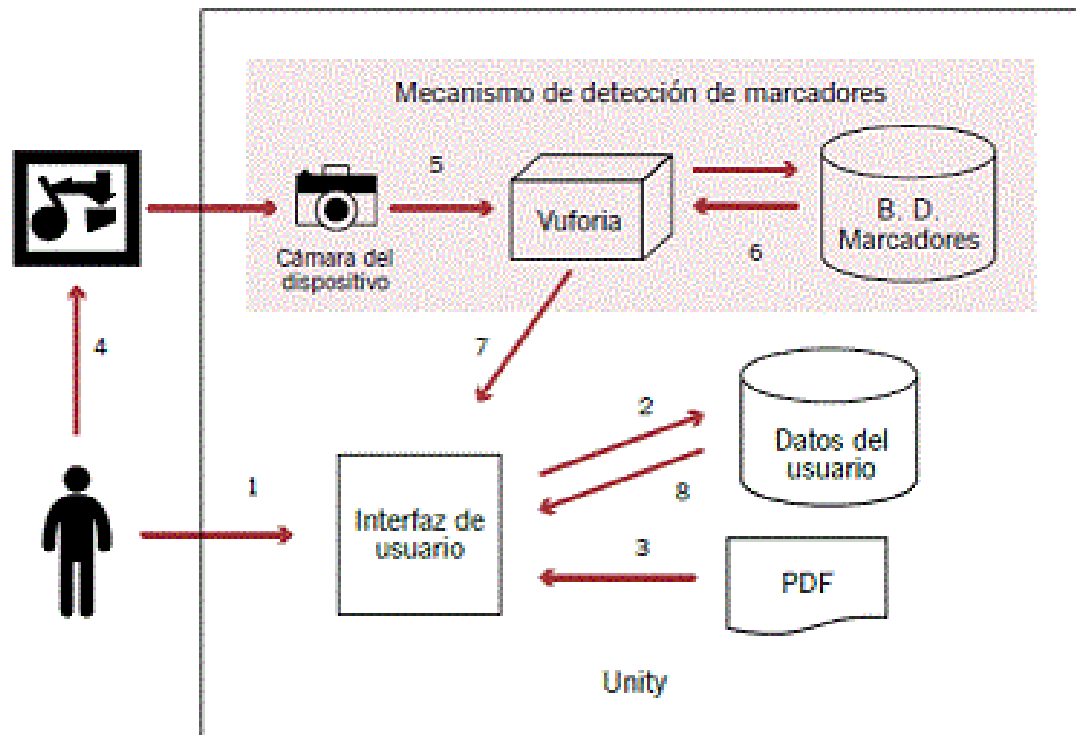 Mecanismo de detección de marcadores
5
Vuforia
B. D.
Marcadores
6
Cámara del
dispositivo
4
7
2
Datos del
usuario
8
1
Interfaz de
usuario
3
PDF
Unity